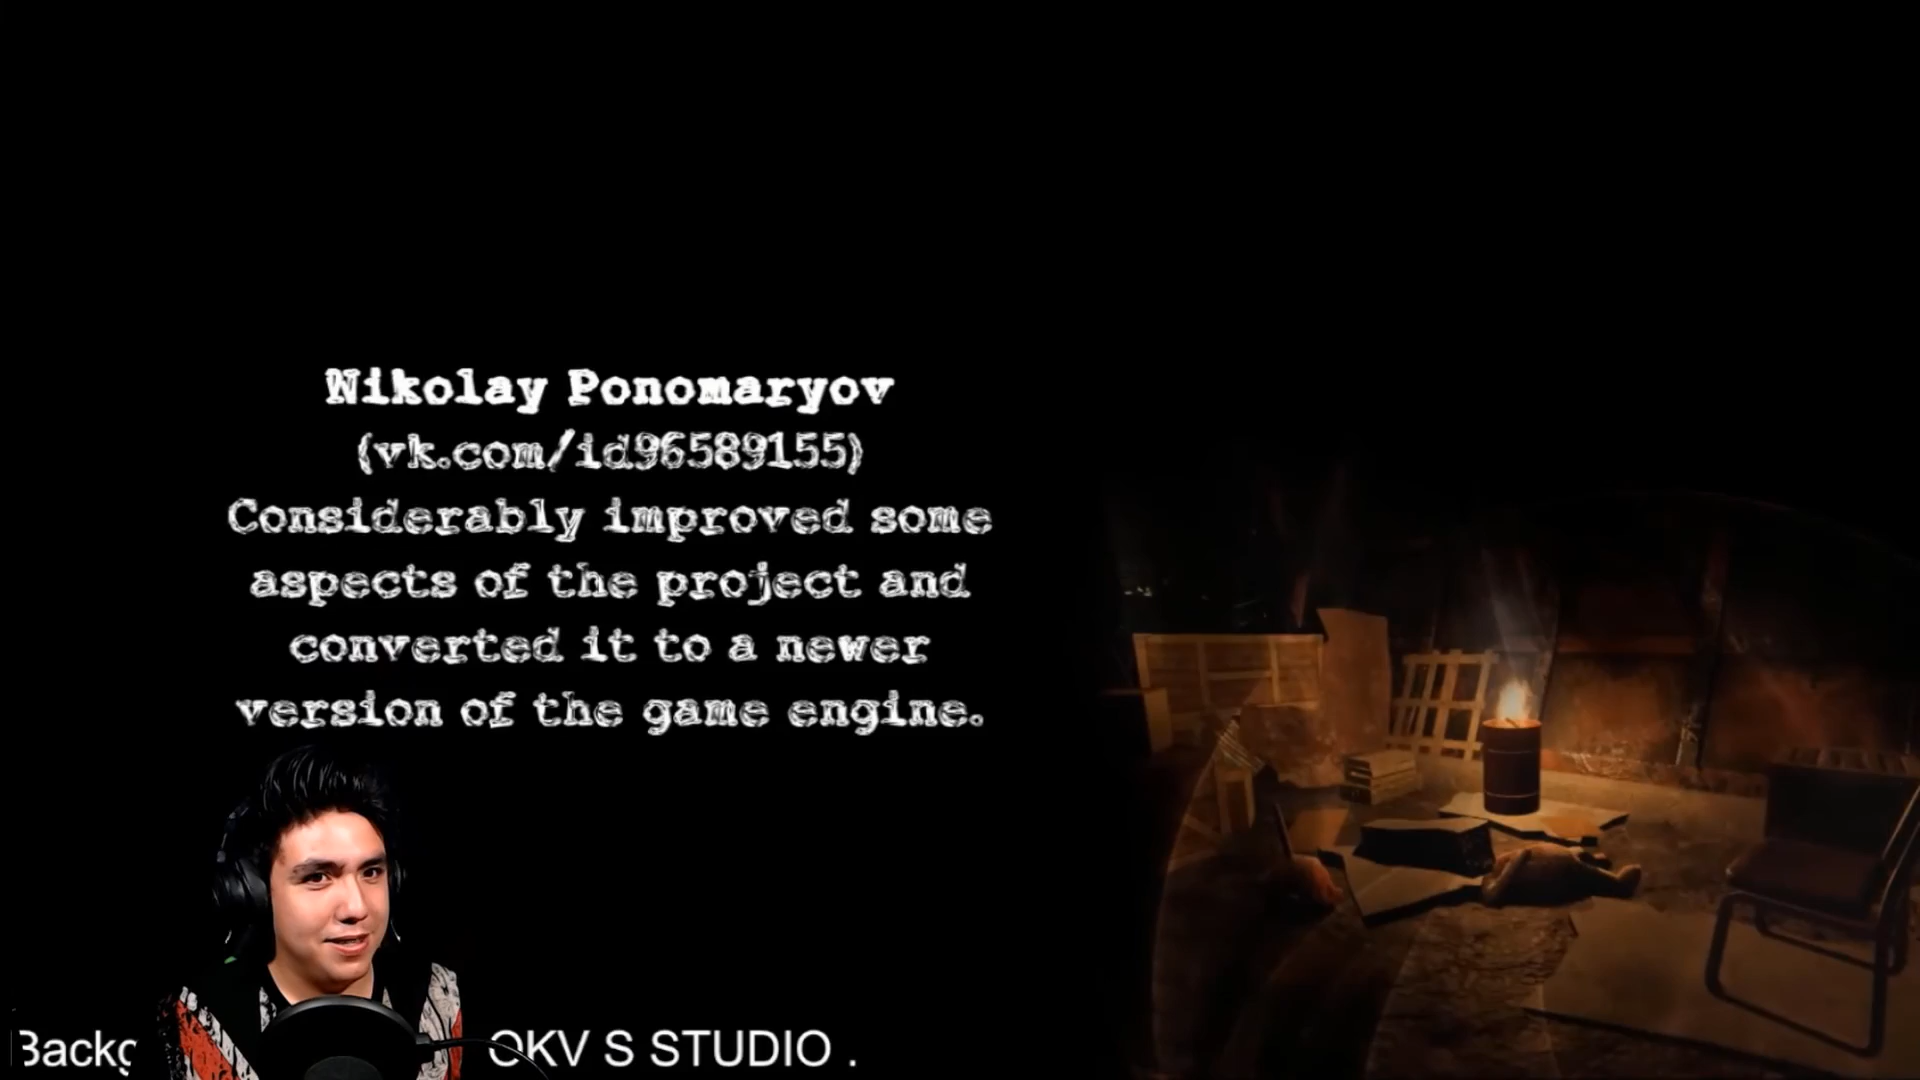 Nikolay Ponomaryov
(vk.com/id96589155)
Considerably improved some
aspects of the project and
converted it to a newer
version of the game engine.
S STUDIO .